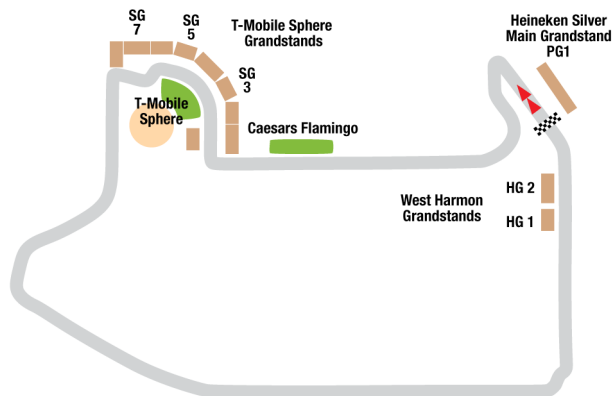 SG
7
SG
5
T-Mobile Sphere
Grandstands
SG
3
Heineken Silver
Main Grandstand
PG1
T-Mobile
Sphere
Caesars Flamingo
West Harmon
Grandstands
HG 2
HG 1